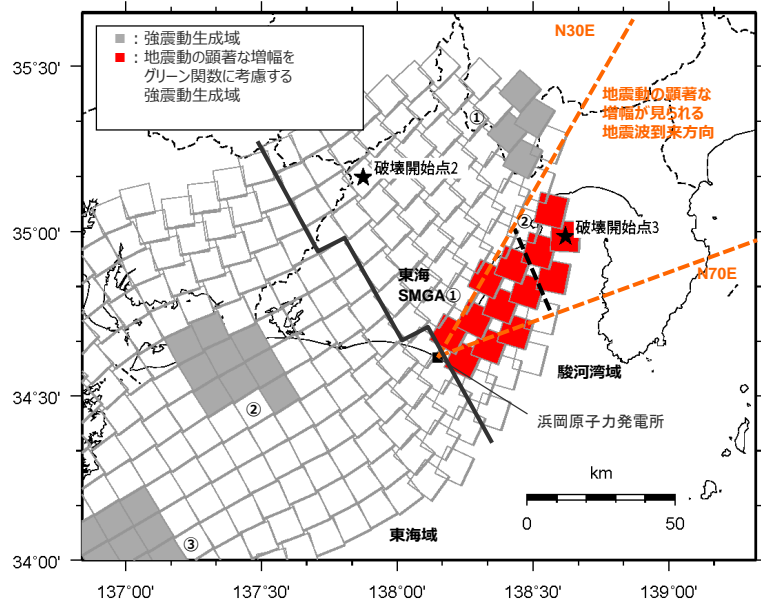 ：強震動生成域
：地震動の顕著な増幅を
グリーン関数に考慮する
強震動生成域
N30E
地震動の顕著な
増幅が見られる
地震波到来方向
①
破壊開始点2
②
破壊開始点3
N70E
東海
SMGA①
駿河湾域
浜岡原子力発電所
②
km
0
50
③
東海域
35°30'
35°00'
34°30'
34°00'
137°00'
137°30'
138°00'
138°30'
139°00'